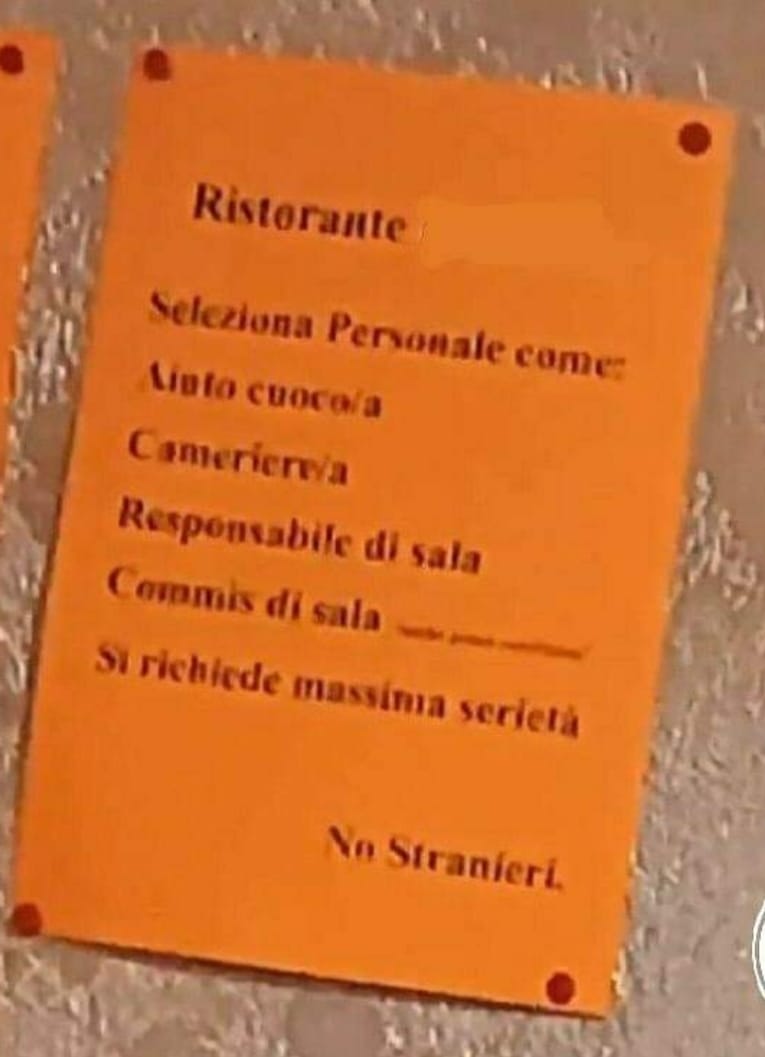 Ristorante
Seleziona Personale come:
Aiuto cuoco/a
Cameriere/a
Responsabile di sala
Commis di sala
Si richiede massima serietà
No Stranieri.